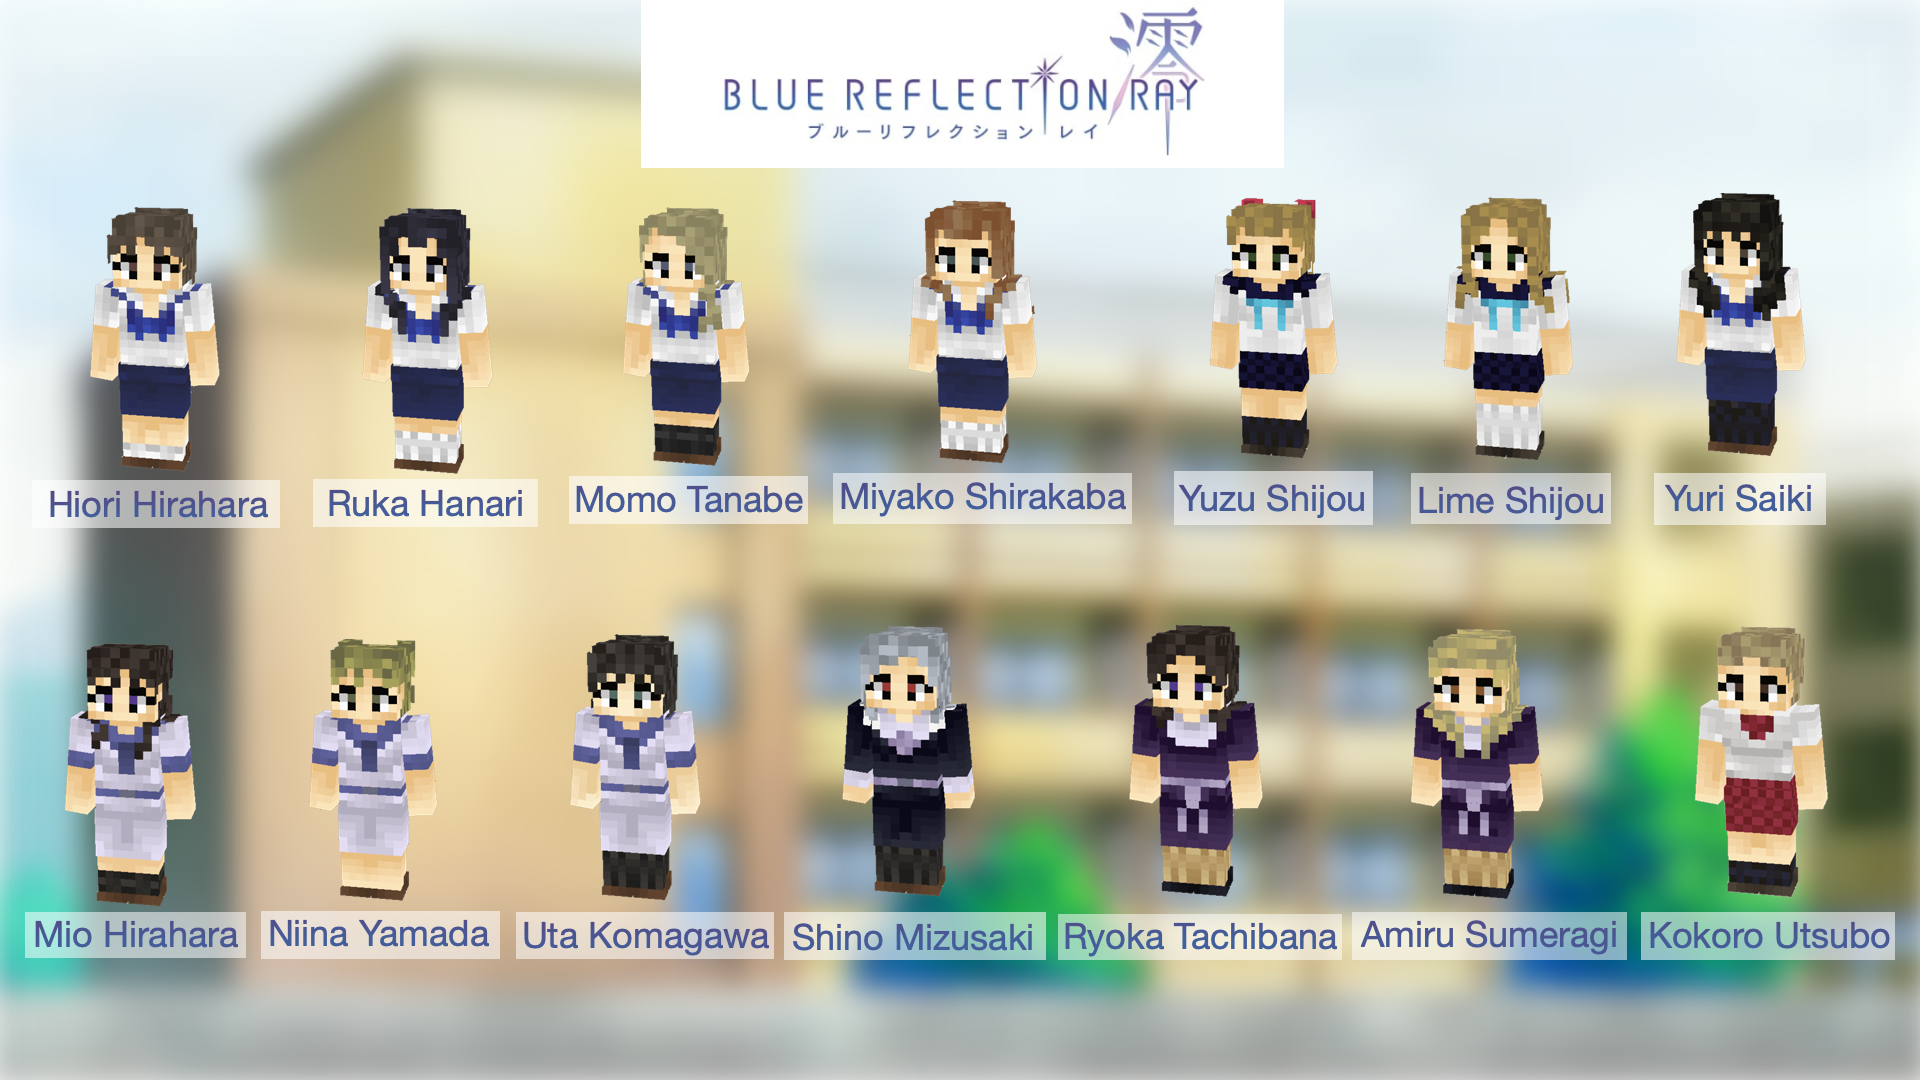 澪
BLUE REFLECTION RAY
ブルーリフレクション レイ
Hiori Hirahara
Ruka Hanari
Momo Tanabe
Miyako Shirakaba
Yuzu Shijou
Lime Shijou
Yuri Saiki
Mio Hirahara
Niina Yamada
Uta Komagawa
Shino Mizusaki
Ryoka Tachibana
Amiru Sumeragi
Kokoro Utsubo